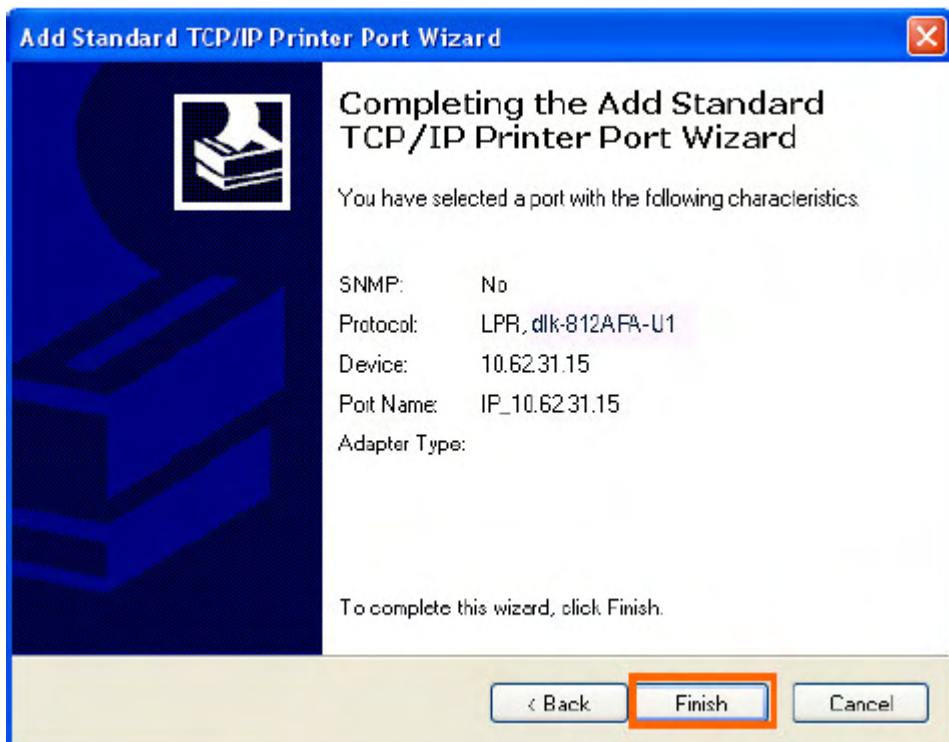 Add Standard TCP/IP Printer Port Wizard
Completing the Add Standard
TCP/IP Printer Port Wizard
You have selected a port with the following characteristics.
SNMP: No
Protocol: LPR, dlk-812AFA-U1
Device: 10.62.31.15
Port Name: IP_10.62.31.15
Adapter Type:
To complete this wizard, click Finish.
< Back Finish Cancel